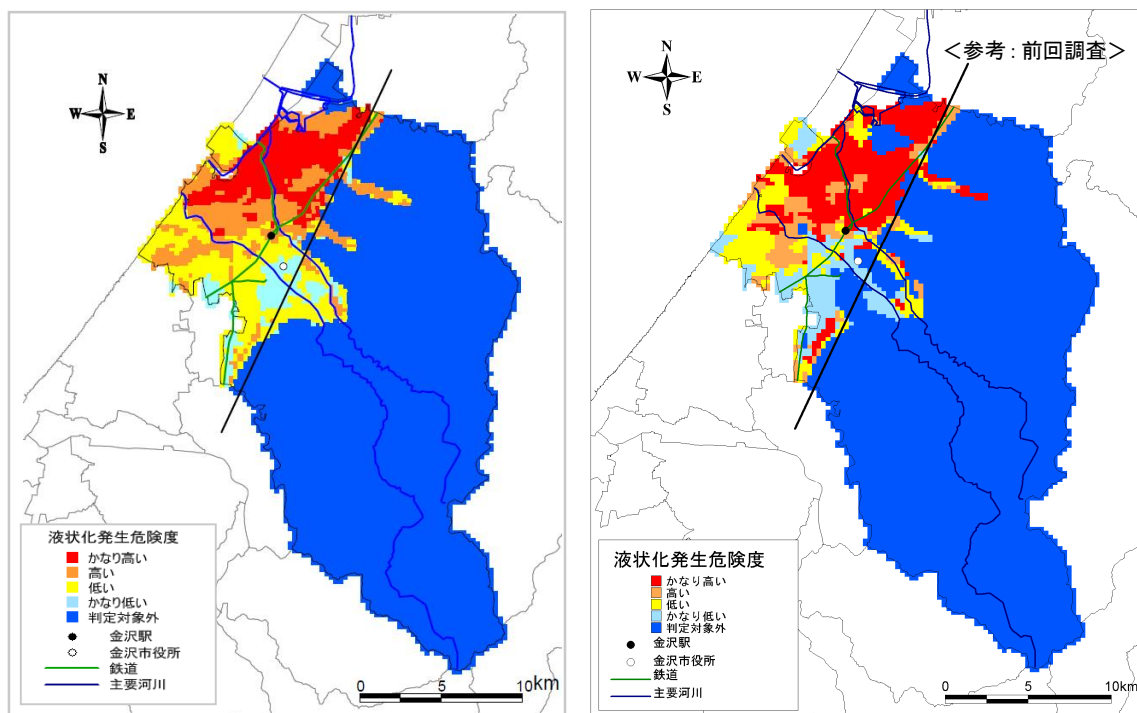 N
W E
S
液状化発生危険度
かなり高い
高い
低い
かなり低い
判定対象外
金沢駅
金沢市役所
鉄道
主要河川
0 5 10km
<参考：前回調査>
N
W E
S
液状化発生危険度
かなり高い
高い
低い
かなり低い
判定対象外
金沢駅
金沢市役所
鉄道
主要河川
0 5 10km